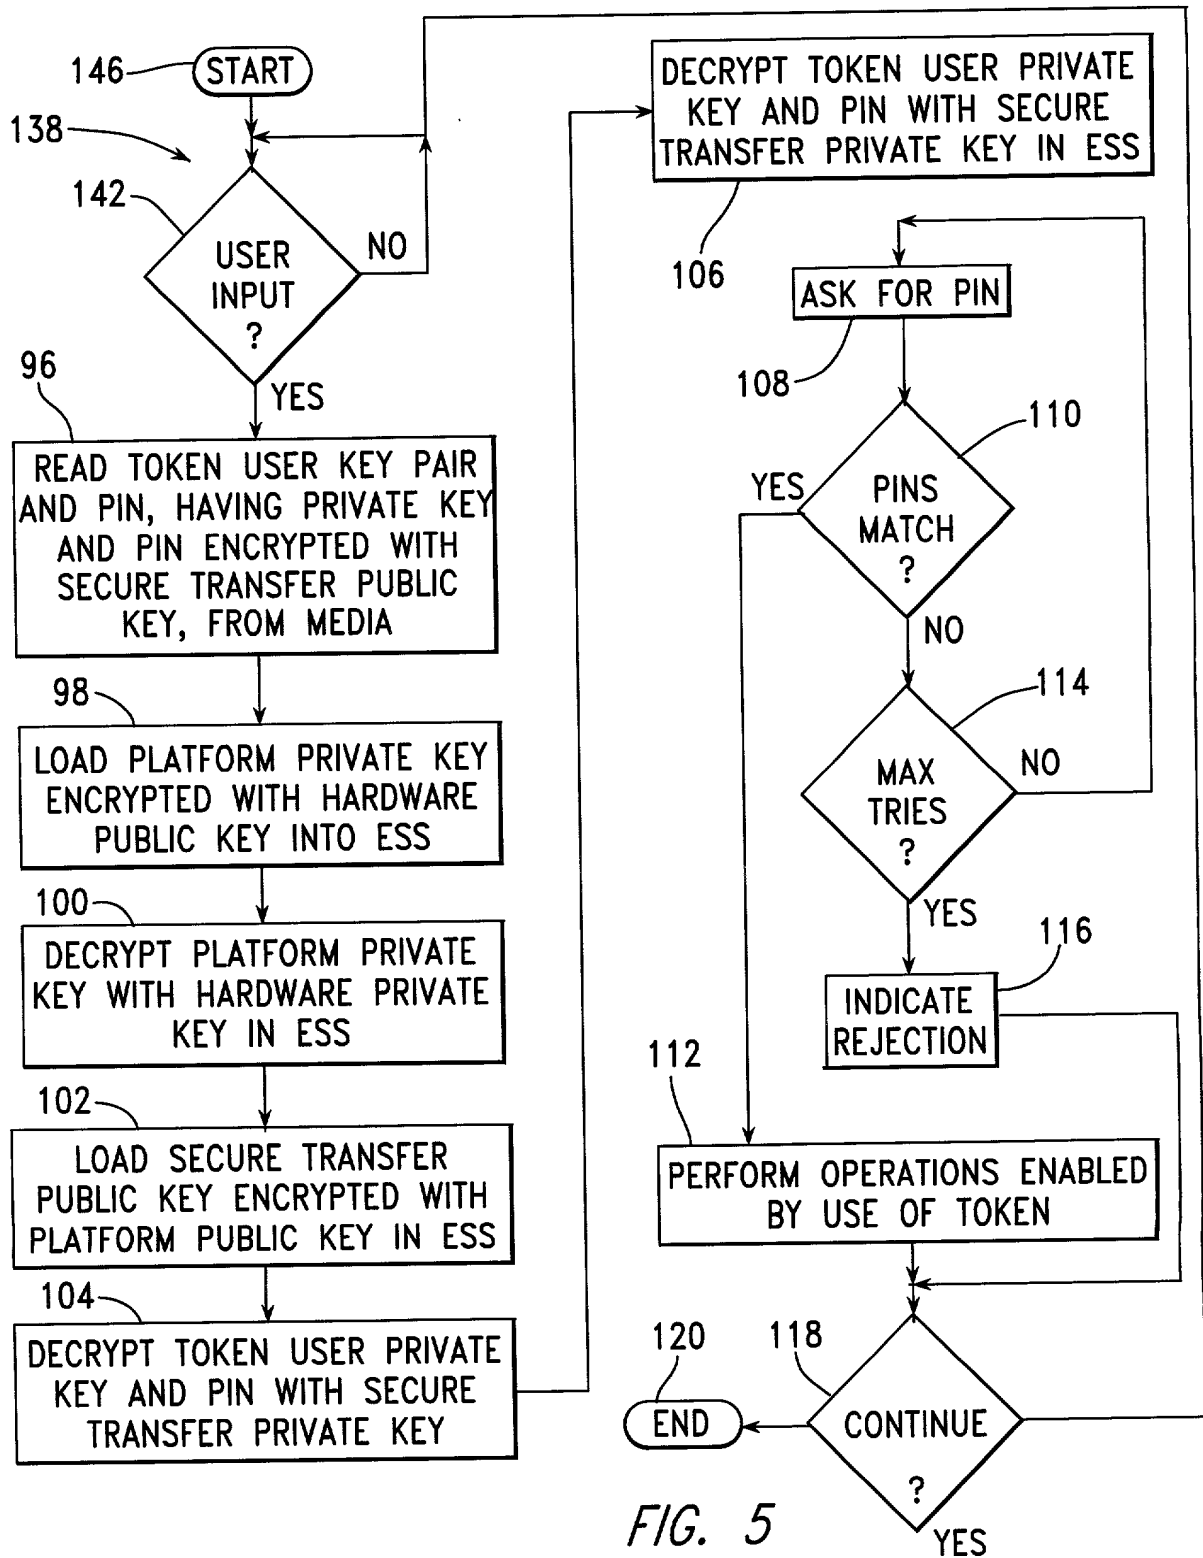 146
START
138
142
USER
INPUT
?
NO
YES
96
READ TOKEN USER KEY PAIR
AND PIN, HAVING PRIVATE KEY
AND PIN ENCRYPTED WITH
SECURE TRANSFER PUBLIC
KEY, FROM MEDIA
98
LOAD PLATFORM PRIVATE KEY
ENCRYPTED WITH HARDWARE
PUBLIC KEY INTO ESS
100
DECRYPT PLATFORM PRIVATE
KEY WITH HARDWARE PRIVATE
KEY IN ESS
102
LOAD SECURE TRANSFER
PUBLIC KEY ENCRYPTED WITH
PLATFORM PUBLIC KEY IN ESS
104
DECRYPT TOKEN USER PRIVATE
KEY AND PIN WITH SECURE
TRANSFER PRIVATE KEY
DECRYPT TOKEN USER PRIVATE
KEY AND PIN WITH SECURE
TRANSFER PRIVATE KEY IN ESS
106
ASK FOR PIN
108
110
YES
PINS
MATCH
?
NO
114
MAX
TRIES
?
NO
YES
116
INDICATE
REJECTION
112
PERFORM OPERATIONS ENABLED
BY USE OF TOKEN
120
118
END
CONTINUE
?
YES
FIG. 5